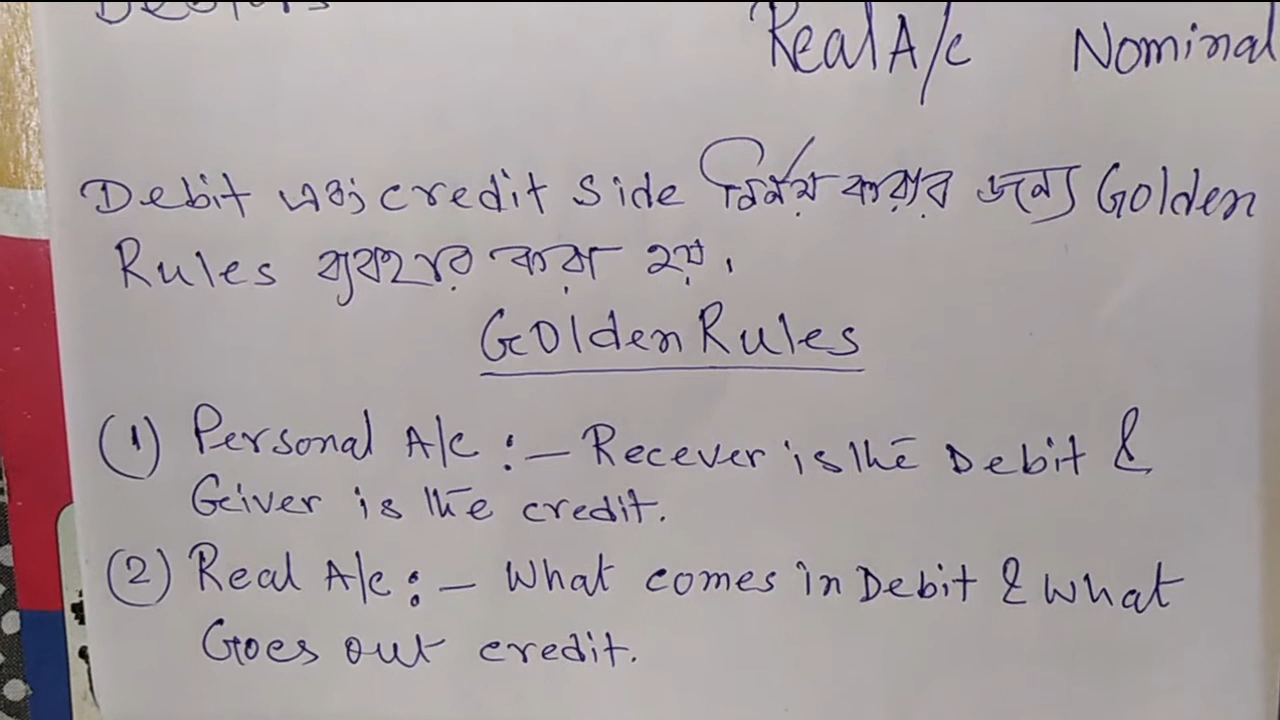 Real A/c Nominal
Debit এবং credit side নির্ণয় করার জন্য Golden
Rules ব্যবহার করা হয়।
Golden Rules
(1) Personal A/c :- Recever is the Debit &
Geiver is the credit.
(2) Real A/c :- What comes in Debit & what
Goes out credit.